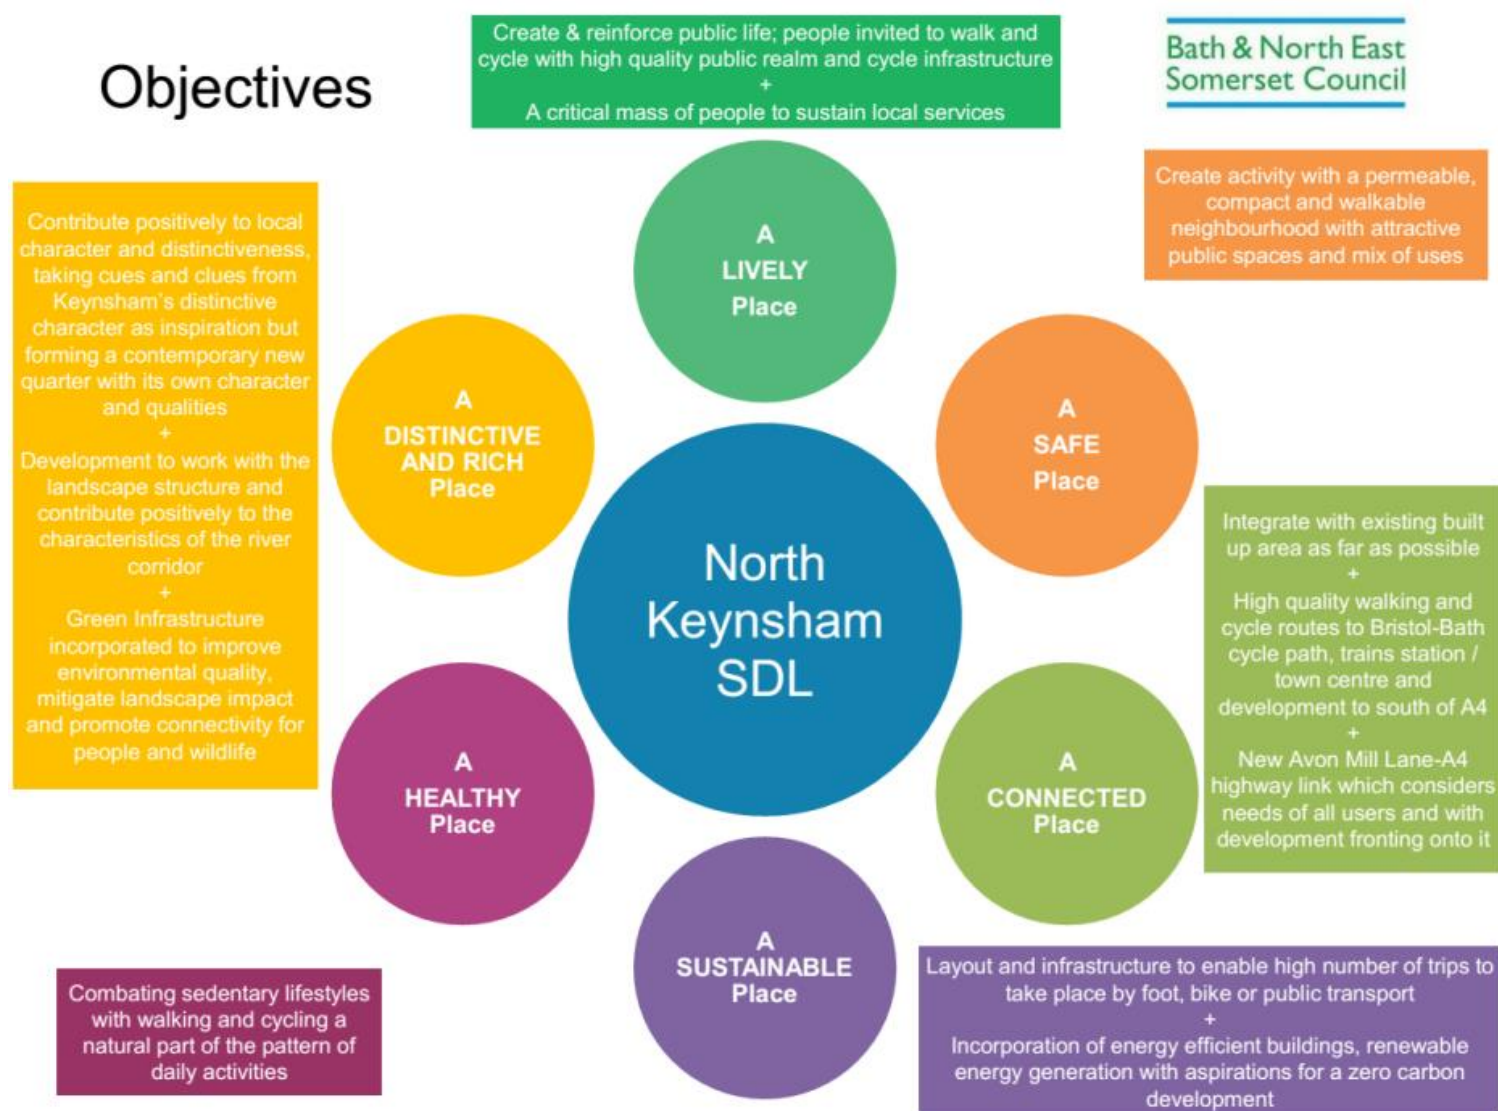 Objectives
Create & reinforce public life; people invited to walk and
cycle with high quality public realm and cycle infrastructure
+
A critical mass of people to sustain local services
Bath & North East
Somerset Council
Create activity with a permeable,
compact and walkable
neighbourhood with attractive
public spaces and mix of uses
Contribute positively to local
character and distinctiveness,
taking cues and clues from
Keynsham's distinctive
character as inspiration but
forming a contemporary new
quarter with its own character
and qualities
+
Development to work with the
landscape structure and
contribute positively to the
characteristics of the river
corridor
+
Green Infrastructure
incorporated to improve
environmental quality,
mitigate landscape impact
and promote connectivity for
people and wildlife
A
LIVELY
Place
A
DISTINCTIVE
AND RICH
Place
A
SAFE
Place
North
Keynsham
SDL
Integrate with existing built
up area as far as possible
+
High quality walking and
cycle routes to Bristol-Bath
cycle path, trains station /
town centre and
development to south of A4
+
New Avon Mill Lane-A4
highway link which considers
needs of all users and with
development fronting onto it
A
HEALTHY
Place
A
CONNECTED
Place
A
SUSTAINABLE
Place
Combating sedentary lifestyles
with walking and cycling a
natural part of the pattern of
daily activities
Layout and infrastructure to enable high number of trips to
take place by foot, bike or public transport
+
Incorporation of energy efficient buildings, renewable
energy generation with aspirations for a zero carbon
development